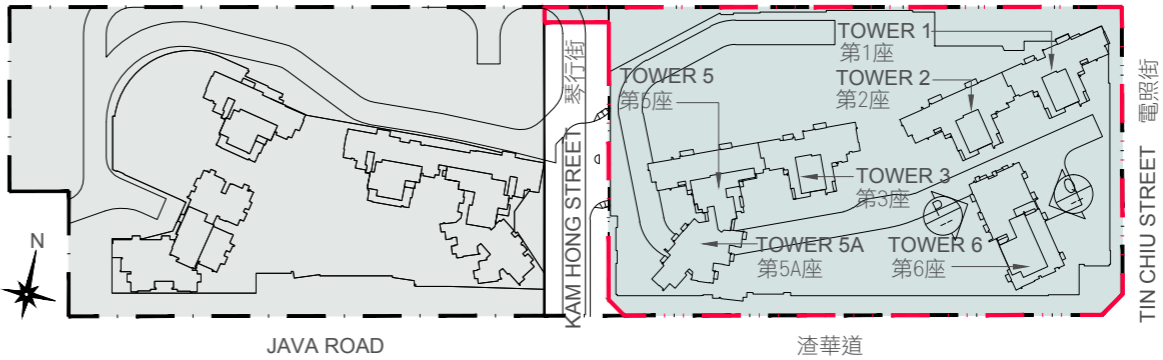 TOWER 1
第1座
TOWER 2
第2座
TOWER 5
第5座
TOWER 3
第3座
TOWER 5A
第5A座
TOWER 6
第6座
琴行街
KAM HONG STREET
電照街
TIN CHIU STREET
N
JAVA ROAD
渣華道